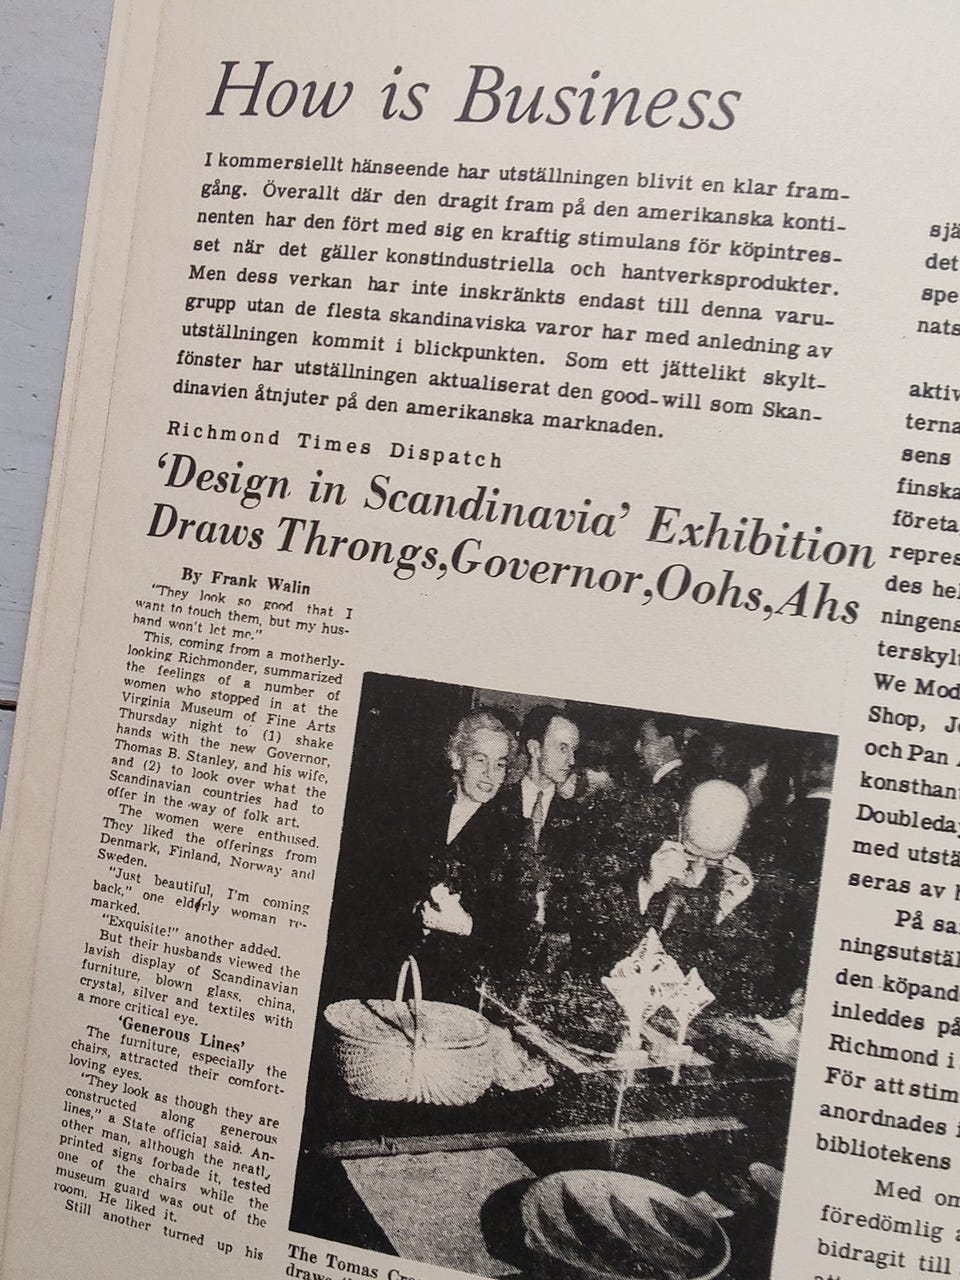 How is Business
I kommersiellt hänseende har utställningen blivit en klar fram-
gång. Överallt där den dragit fram på den amerikanska konti-
nenten har den fört med sig en kraftig stimulans för köpintres-
set när det gäller konstindustriella och hantverksprodukter.
Men dess verkan har inte inskränkts endast till denna varu-
grupp utan de flesta skandinaviska varor har med anledning av
utställningen kommit i blickpunkten. Som ett jättelikt skylt-
fönster har utställningen aktualiserat den good-will som Skan-
dinavien åtnjuter på den amerikanska marknaden.
Richmond Times Dispatch
‘Design in Scandinavia’ Exhibition
Draws Throngs,Governor,Oohs,Ahs
By Frank Walin
“They look so good that I
want to touch them, but my hus-
band won't let me.”
This, coming from a motherly-
looking Richmonder, summarized
the feelings of a number of
women who stopped in at the
Virginia Museum of Fine Arts
Thursday night to (1) shake
hands with the new Governor,
Thomas B. Stanley, and his wife,
and (2) to look over what the
Scandinavian countries had to
offer in the way of folk art.
The women were enthused.
They liked the offerings from
Denmark, Finland, Norway and
Sweden.
“Just beautiful, I'm coming
back,” one elderly woman re-
marked.
“Exquisite!” another added.
But their husbands viewed the
lavish display of Scandinavian
furniture, blown glass, china,
crystal, silver and textiles with
a more critical eye.
‘Generous Lines’
The furniture, especially the
chairs, attracted their comfort-
loving eyes.
“They look as though they are
constructed along generous
lines,” a State official said. An-
other man, although the neatl,
printed signs forbade it, tested
one of the chairs while the
museum guard was out of the
room. He liked it.
Still another turned up his
The Tomas
sjä
det
spe
nats
aktiv
terna
sens
finska
företa
repres
des hel
ningens
terskylt
We Mod
Shop,
och Pan
konsthan
Doubleda
med utstä
seras av
På sa
ningsutstäl
den köpand
inleddes på
Richmond i
För att stim
anordnades i
bibliotekens
Med om
föredömlig
bidragit till